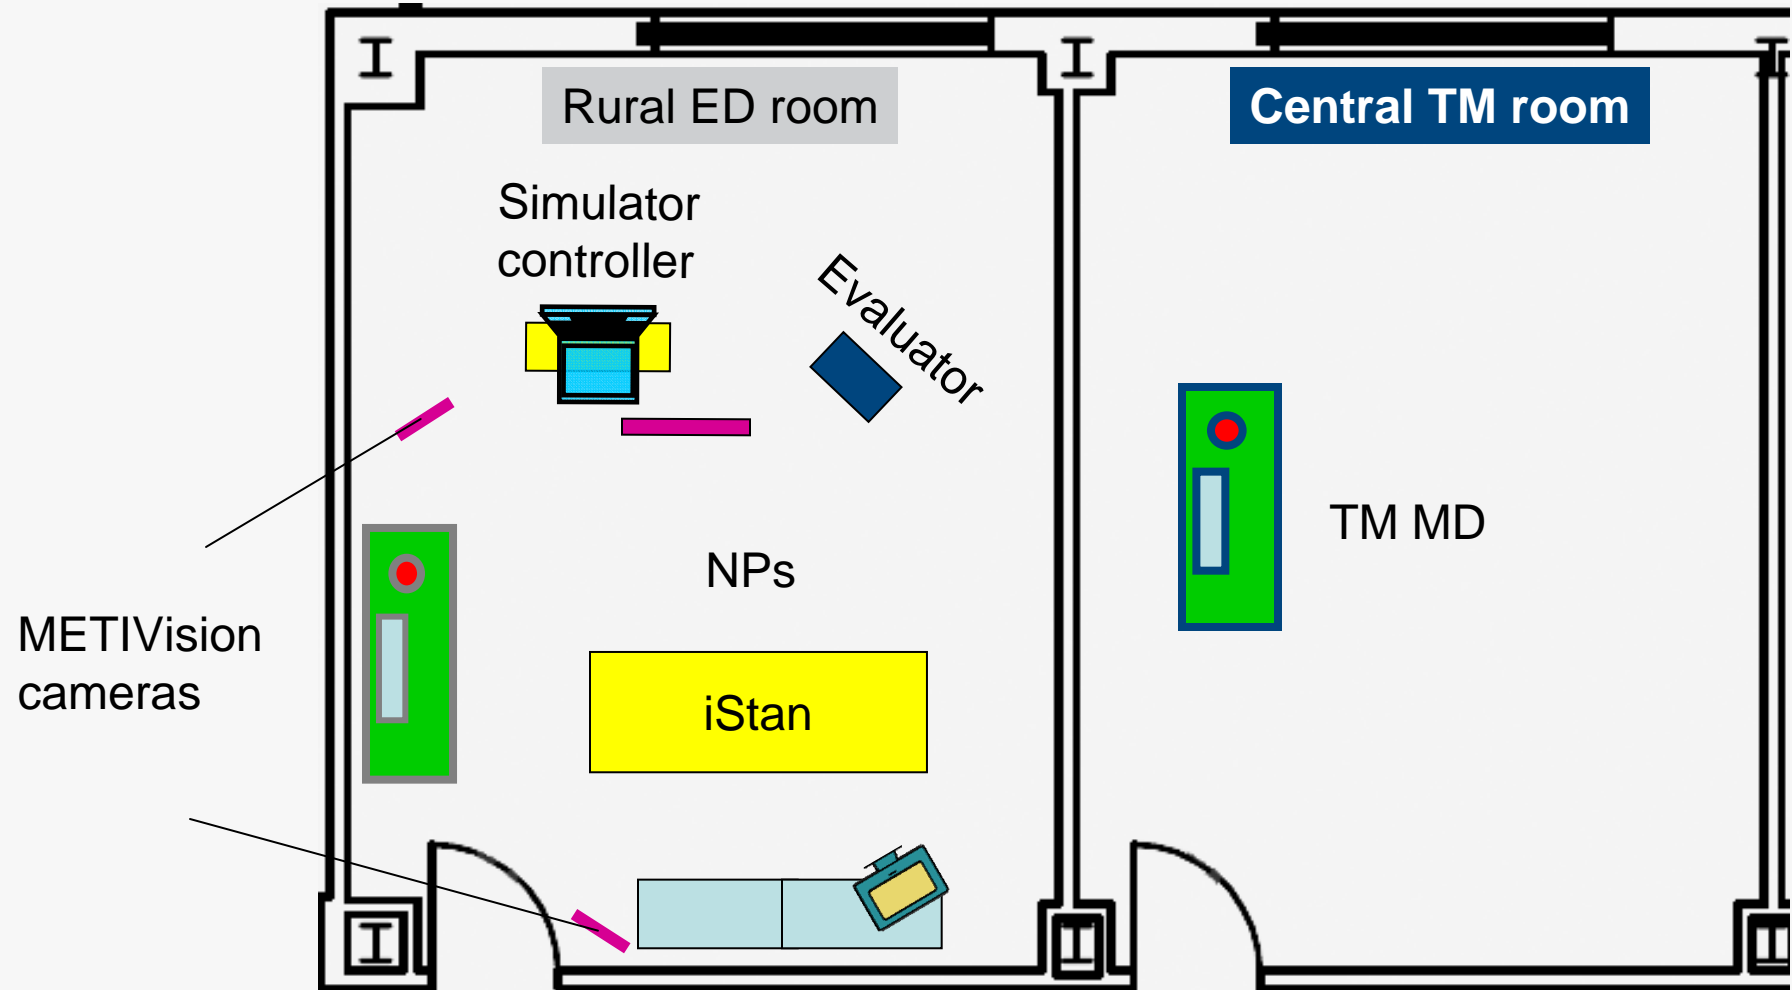 Rural ED room
Central TM room
Simulator
controller
Evaluator
TM MD
NPs
METIVision
cameras
iStan